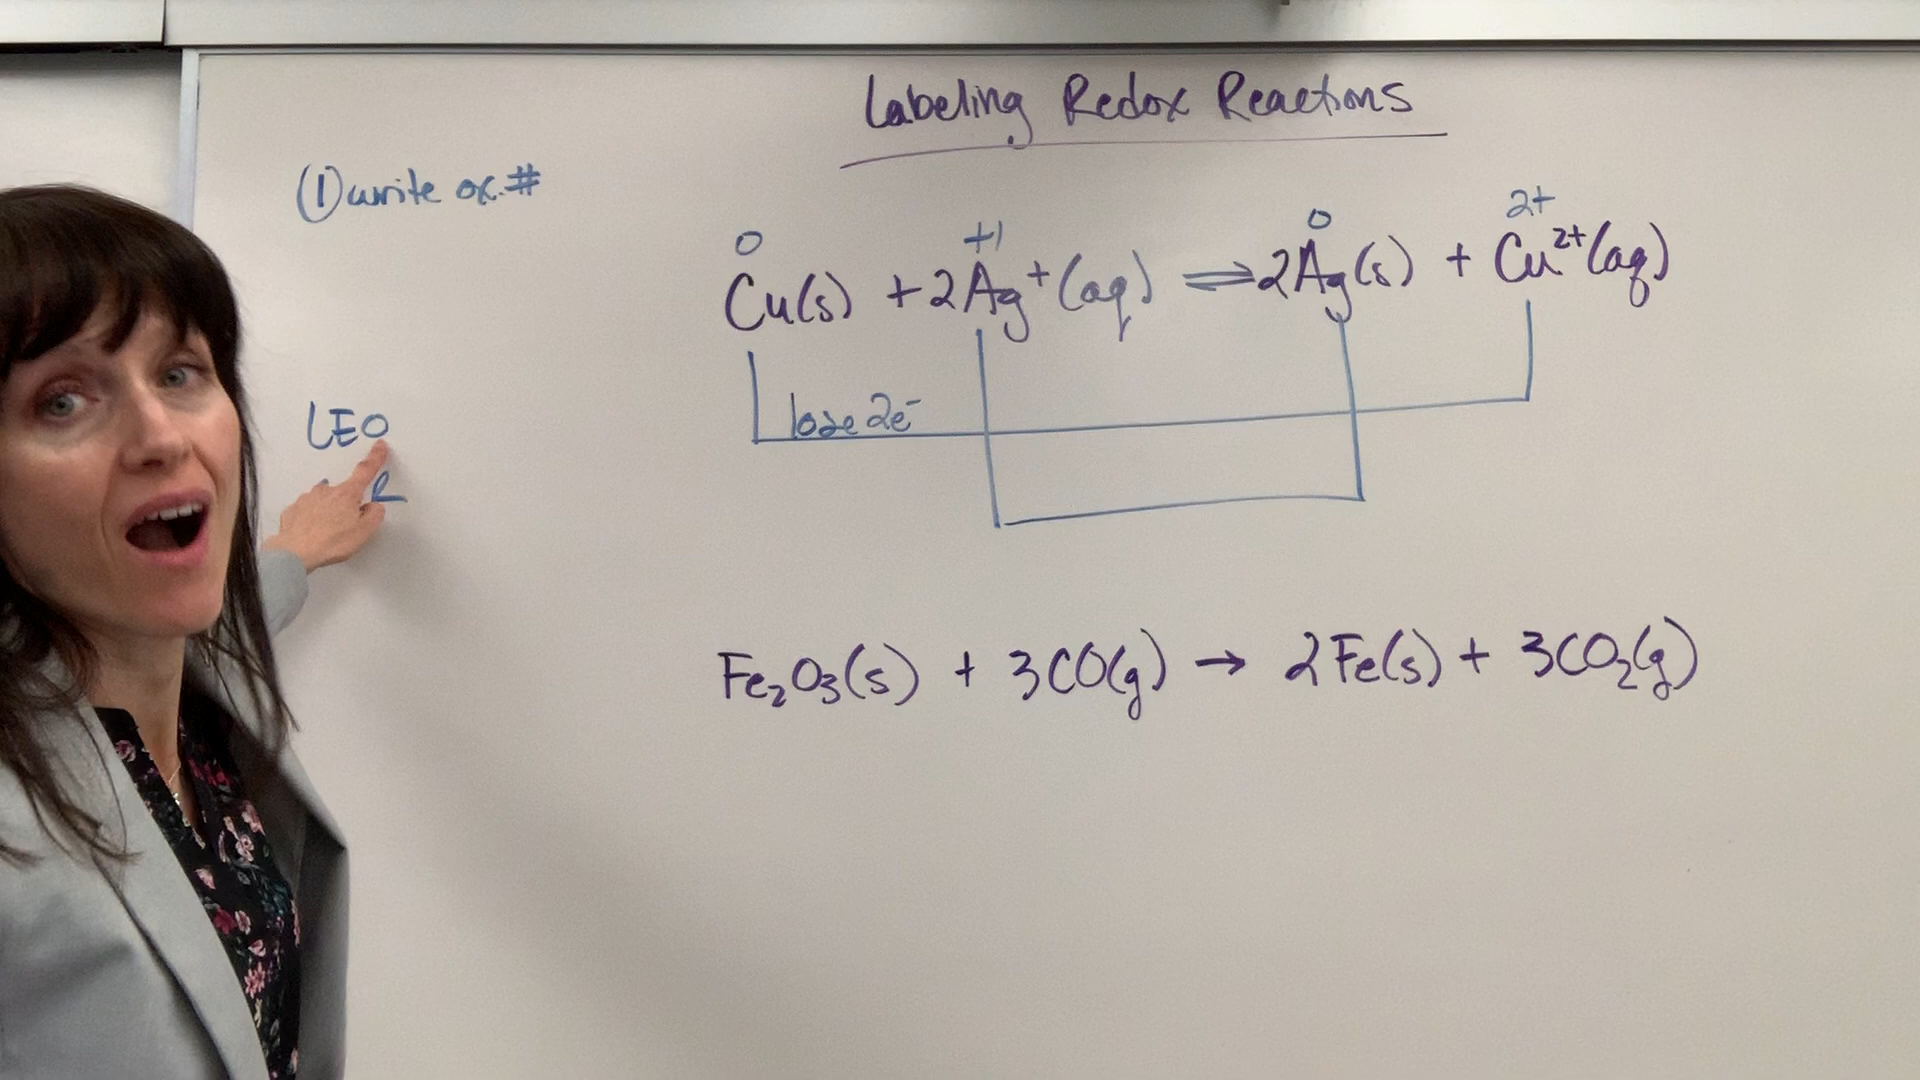 Labeling Redox Reactions
(1) write ox.#
0 +1 0 2+
Cu(s) + 2Ag⁺(aq) ⇌ 2Ag(s) + Cu²⁺(aq)
LEO
lose 2e⁻
R
Fe₂O₃(s) + 3CO(g) → 2Fe(s) + 3CO₂(g)